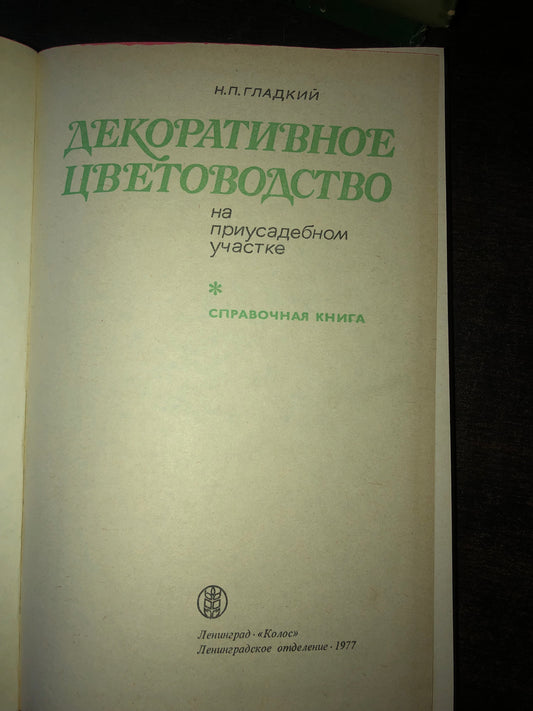 Н.П.ГЛАДКИЙ
ДЕКОРАТИВНОЕ
ЦВЕТОВОДСТВО
на
приусадебном
участке
*
СПРАВОЧНАЯ КНИГА
Ленинград · «Колос»
Ленинградское отделение · 1977